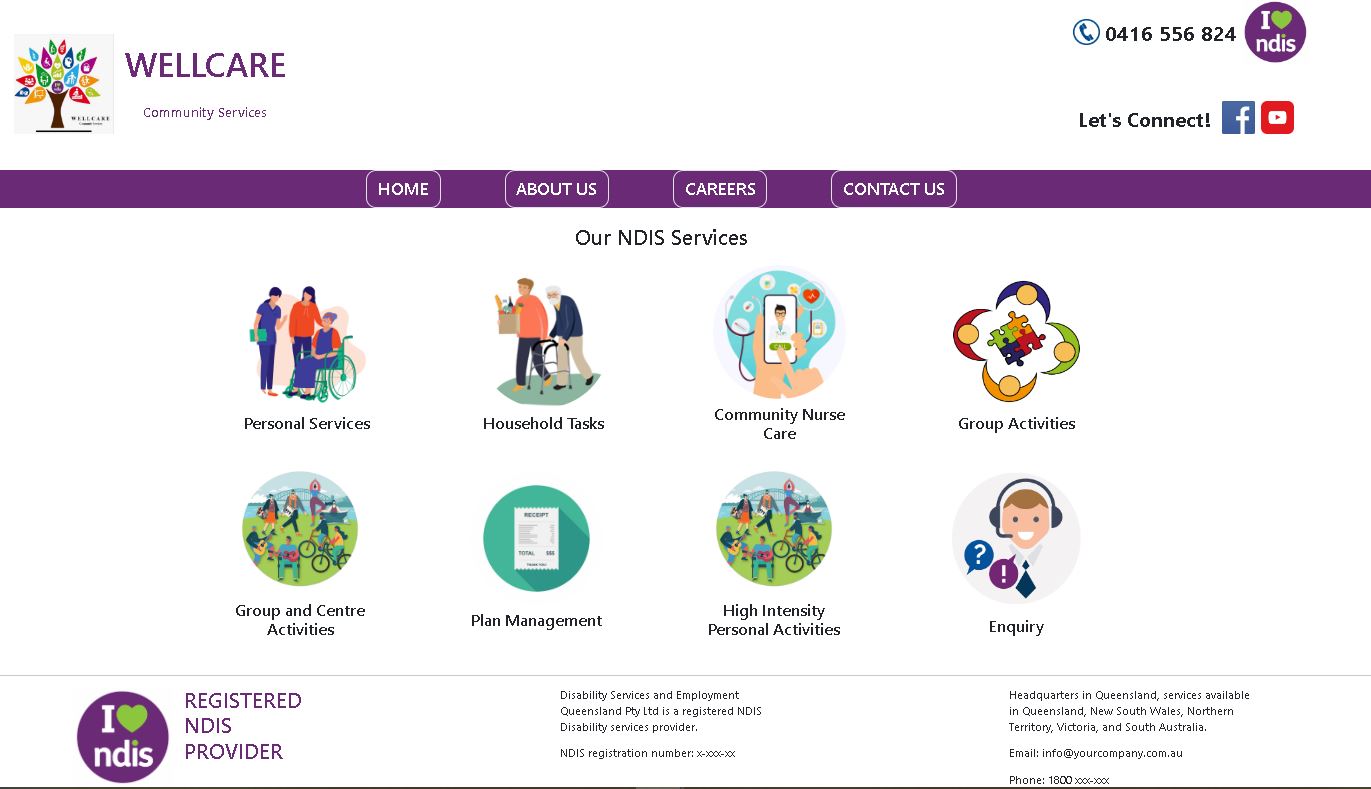 I
ndis
0416 556 824
WELLCARE
WELLCARE
Community Services
Let's Connect!
HOME
ABOUT US
CAREERS
CONTACT US
Our NDIS Services
CALL
Personal Services
Household Tasks
Community Nurse
Care
Group Activities
RECEIPT
TOTAL $55
THANK YOU
?
!
Group and Centre
Activities
Plan Management
High Intensity
Personal Activities
Enquiry
I
ndis
REGISTERED
NDIS
PROVIDER
Disability Services and Employment
Queensland Pty Ltd is a registered NDIS
Disability services provider.
NDIS registration number: x-xxx-xx
Headquarters in Queensland, services available
in Queensland, New South Wales, Northern
Territory, Victoria, and South Australia.
Email: info@yourcompany.com.au
Phone: 1800 xxx-xxx